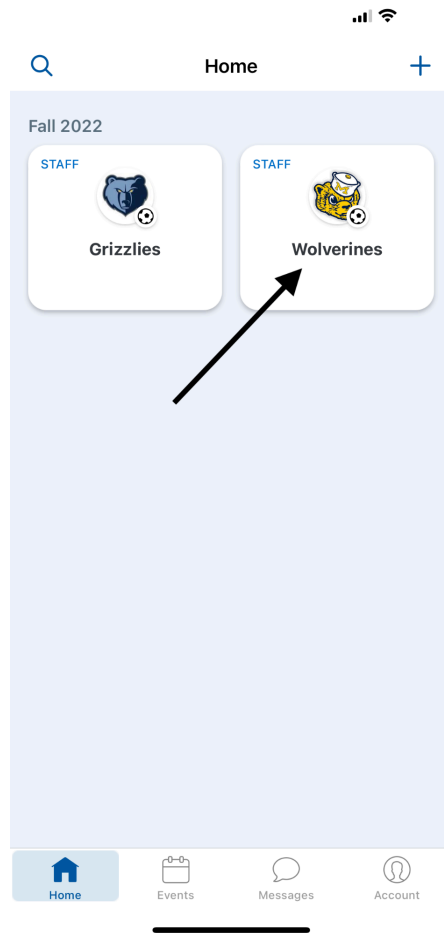 Home
Fall 2022
STAFF
STAFF
Grizzlies
Wolverines
Home
Events
Messages
Account